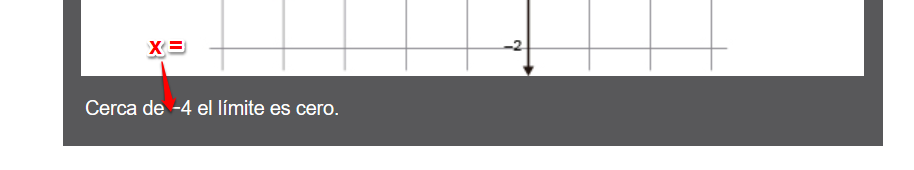 x =
–2
Cerca de –4 el límite es cero.